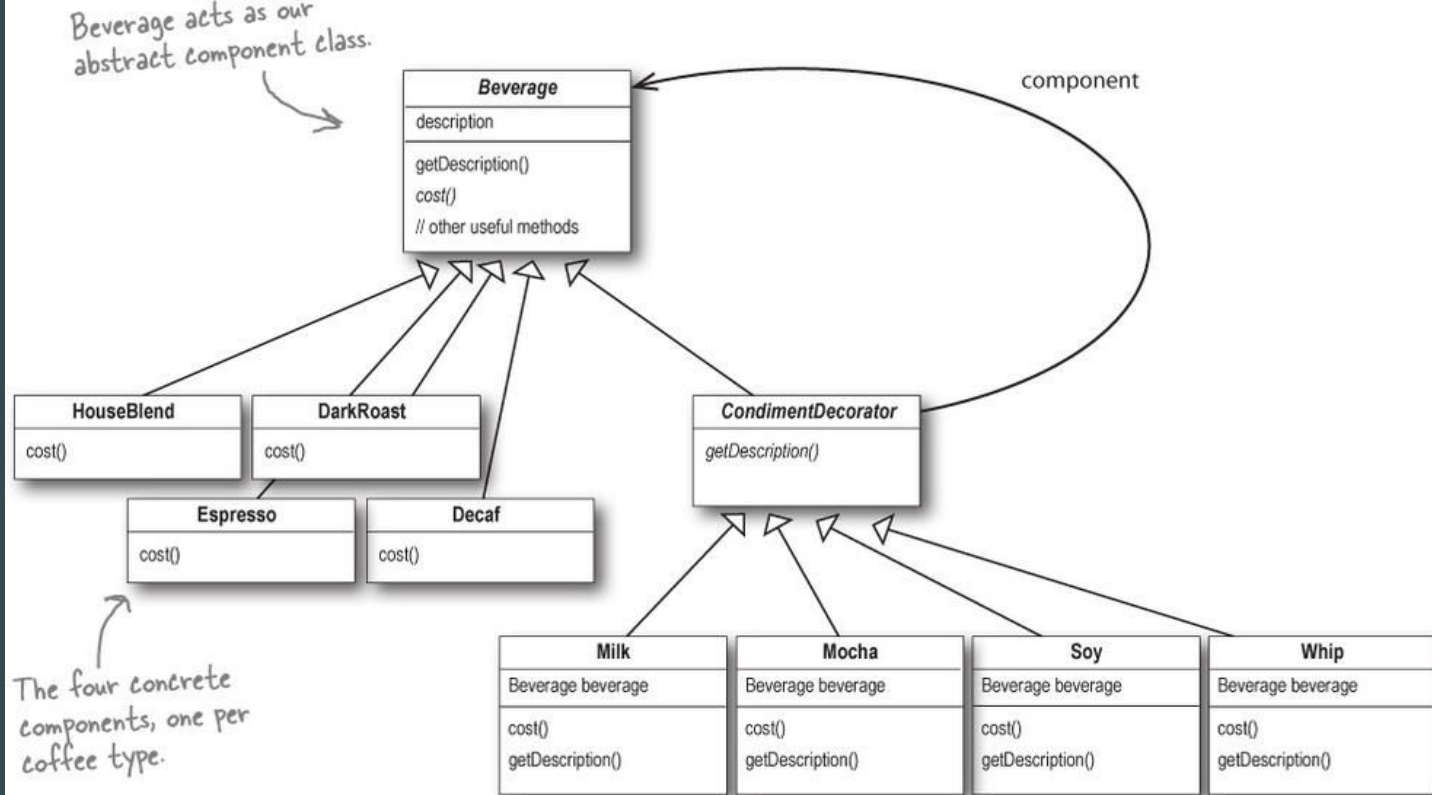 Beverage acts as our
abstract component class.
Beverage
description
getDescription()
cost()
// other useful methods
component
HouseBlend
cost()
DarkRoast
cost()
Espresso
cost()
Decaf
cost()
CondimentDecorator
getDescription()
The four concrete
components, one per
coffee type.
Milk
Beverage beverage
cost()
getDescription()
Mocha
Beverage beverage
cost()
getDescription()
Soy
Beverage beverage
cost()
getDescription()
Whip
Beverage beverage
cost()
getDescription()